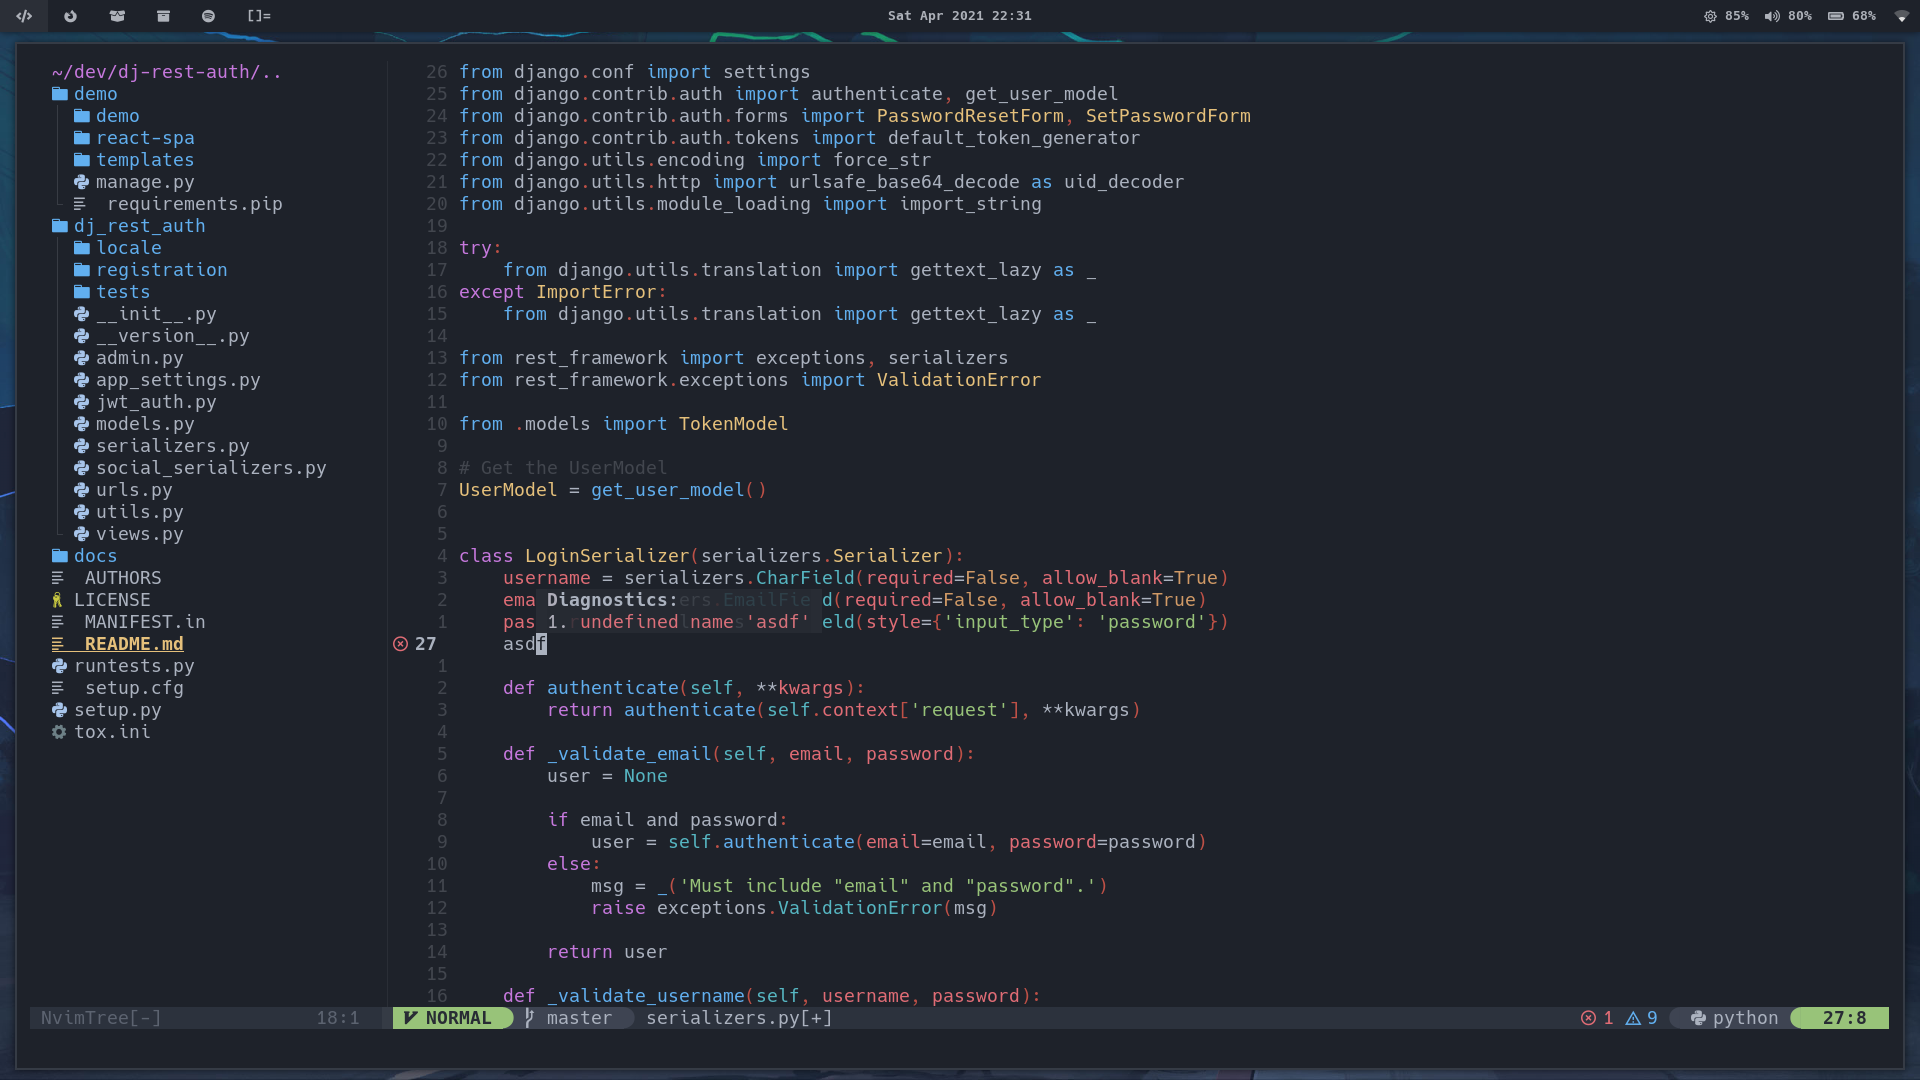 []=
Sat Apr 2021 22:31
85% 80% 68%
~/dev/dj-rest-auth/..
demo
demo
react-spa
templates
manage.py
requirements.pip
dj_rest_auth
locale
registration
tests
__init__.py
__version__.py
admin.py
app_settings.py
jwt_auth.py
models.py
serializers.py
social_serializers.py
urls.py
utils.py
views.py
docs
AUTHORS
LICENSE
MANIFEST.in
README.md
runtests.py
setup.cfg
setup.py
tox.ini
26 from django.conf import settings
25 from django.contrib.auth import authenticate, get_user_model
24 from django.contrib.auth.forms import PasswordResetForm, SetPasswordForm
23 from django.contrib.auth.tokens import default_token_generator
22 from django.utils.encoding import force_str
21 from django.utils.http import urlsafe_base64_decode as uid_decoder
20 from django.utils.module_loading import import_string
19
18 try:
17     from django.utils.translation import gettext_lazy as _
16 except ImportError:
15     from django.utils.translation import gettext_lazy as _
14
13 from rest_framework import exceptions, serializers
12 from rest_framework.exceptions import ValidationError
11
10 from .models import TokenModel
9
8 # Get the UserModel
7 UserModel = get_user_model()
6
5
4 class LoginSerializer(serializers.Serializer):
3     username = serializers.CharField(required=False, allow_blank=True)
2     ema Diagnostics:ers.EmailField(required=False, allow_blank=True)
1     pas 1. undefined name 'asdf' eld(style={'input_type': 'password'})
27     asdf
1
2     def authenticate(self, **kwargs):
3         return authenticate(self.context['request'], **kwargs)
4
5     def _validate_email(self, email, password):
6         user = None
7
8         if email and password:
9             user = self.authenticate(email=email, password=password)
10         else:
11             msg = _('Must include "email" and "password".')
12             raise exceptions.ValidationError(msg)
13
14         return user
15
16     def _validate_username(self, username, password):
NvimTree[-] 18:1 NORMAL master serializers.py[+] 1 9 python 27:8